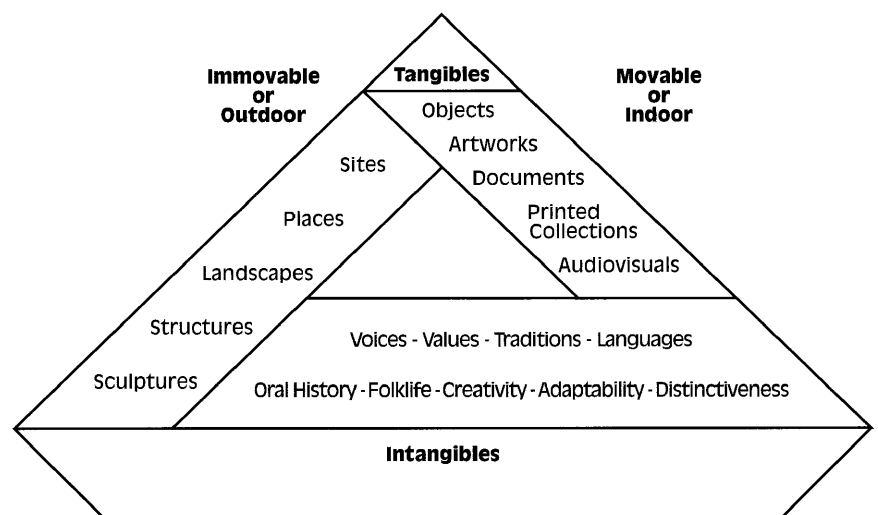 Immovable
or
Outdoor
Tangibles
Movable
or
Indoor
Objects
Artworks
Documents
Printed
Collections
Audiovisuals
Sites
Places
Landscapes
Structures
Sculptures
Voices - Values - Traditions - Languages
Oral History - Folklife - Creativity - Adaptability - Distinctiveness
Intangibles